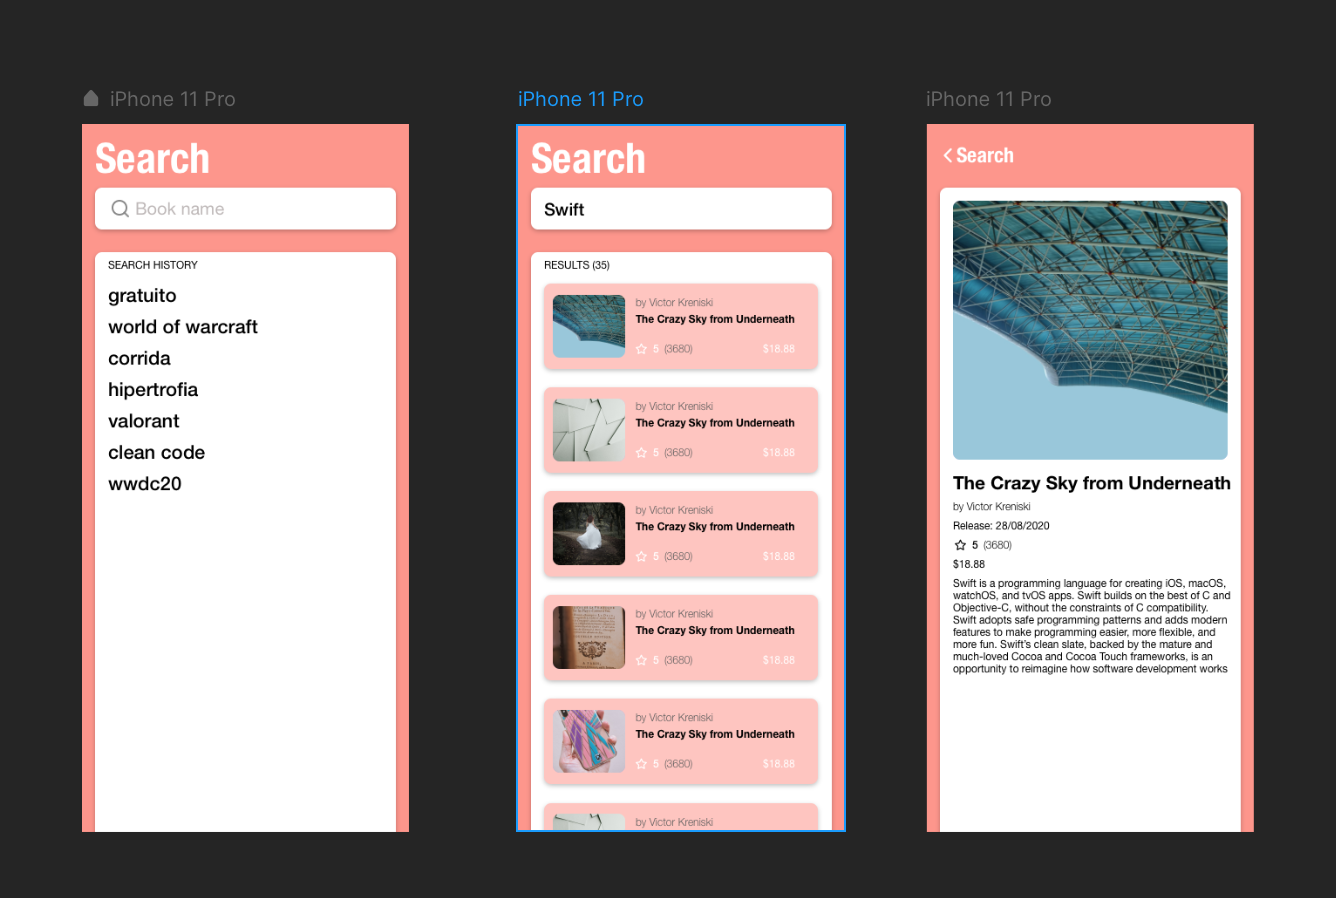 iPhone 11 Pro
Search
Book name
SEARCH HISTORY
gratuito
world of warcraft
corrida
hipertrofia
valorant
clean code
wwdc20
iPhone 11 Pro
Search
Swift
RESULTS (35)
by Victor Kreniski
The Crazy Sky from Underneath
5 (3680) $18.88
by Victor Kreniski
The Crazy Sky from Underneath
5 (3680) $18.88
by Victor Kreniski
The Crazy Sky from Underneath
5 (3680) $18.88
by Victor Kreniski
The Crazy Sky from Underneath
5 (3680) $18.88
by Victor Kreniski
The Crazy Sky from Underneath
5 (3680) $18.88
by Victor Kreniski
iPhone 11 Pro
Search
The Crazy Sky from Underneath
by Victor Kreniski
Release: 28/08/2020
5 (3680)
$18.88
Swift is a programming language for creating iOS, macOS,
watchOS, and tvOS apps. Swift builds on the best of C and
Objective-C, without the constraints of C compatibility.
Swift adopts safe programming patterns and adds modern
features to make programming easier, more flexible, and
more fun. Swift's clean slate, backed by the mature and
much-loved Cocoa and Cocoa Touch frameworks, is an
opportunity to reimagine how software development works